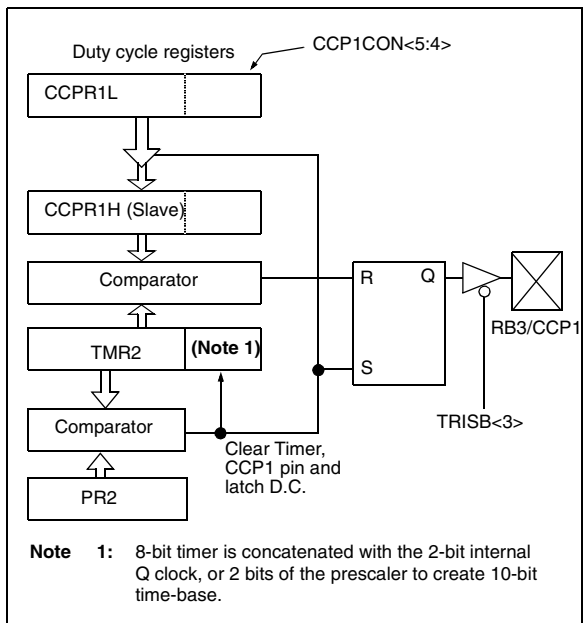 Duty cycle registers
CCP1CON<5:4>
CCPR1L
CCPR1H (Slave)
Comparator
TMR2
(Note 1)
R
Q
S
RB3/CCP1
TRISB<3>
Comparator
Clear Timer,
CCP1 pin and
latch D.C.
PR2
Note 1: 8-bit timer is concatenated with the 2-bit internal
Q clock, or 2 bits of the prescaler to create 10-bit
time-base.